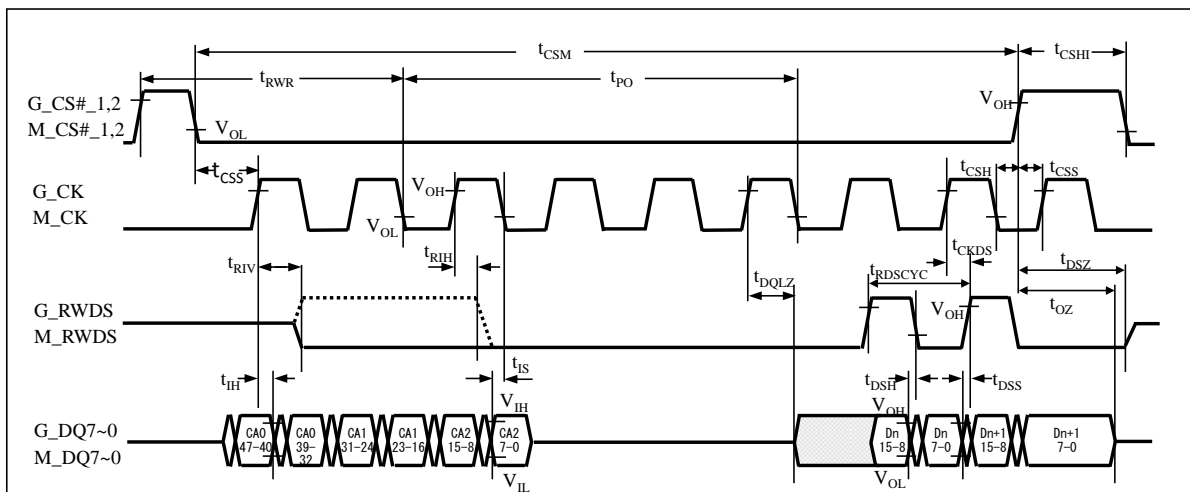 tCSM
tCSHI
tRWR
tPO
G_CS#_1,2
M_CS#_1,2
VOL
VOH
tCSS
tCSH
tCSS
G_CK
M_CK
VOH
VOL
tRIV
tRIH
tDQLZ
tCKDS
tRDSCYC
tDSZ
tOZ
G_RWDS
M_RWDS
VOH
tIH
tIS
tDSH
tDSS
VIH
VOH
G_DQ7~0
M_DQ7~0
CA0
47-40
CA0
39-
32
CA1
31-24
CA1
23-16
CA2
15-8
CA2
7-0
Dn
15-8
Dn
7-0
Dn+1
15-8
Dn+1
7-0
VIL
VOL